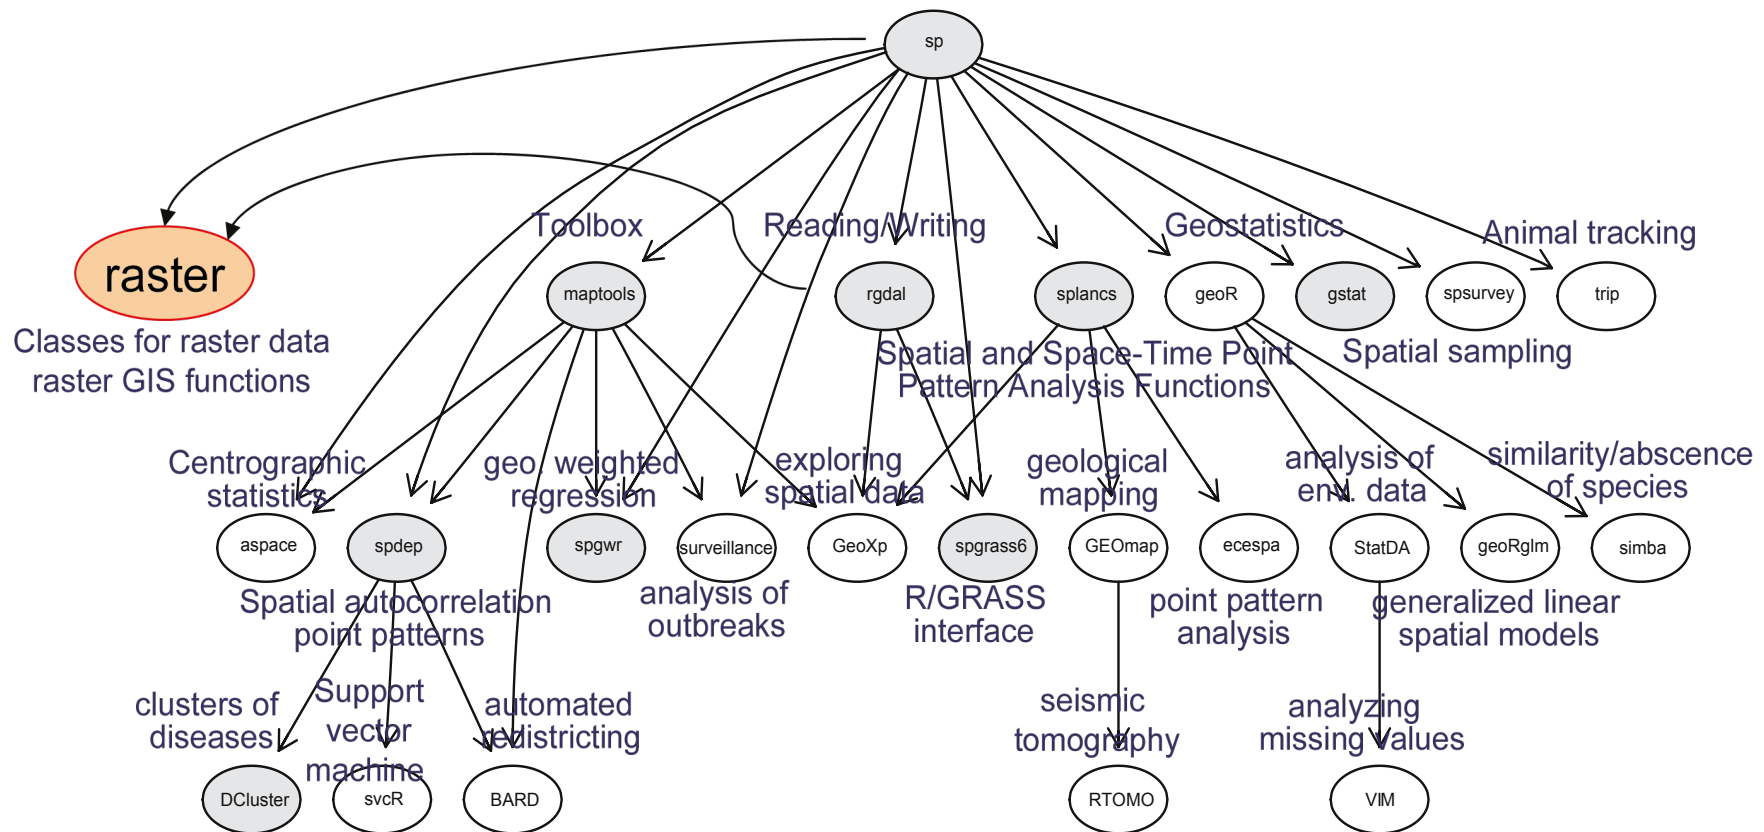 sp
Toolbox
Reading/Writing
Geostatistics
Animal tracking
raster
maptools
rgdal
splancs
geoR
gstat
spsurvey
trip
Classes for raster data
raster GIS functions
Spatial and Space-Time Point
Pattern Analysis Functions
Spatial sampling
Centrographic
statistics
geo. weighted
regression
exploring
spatial data
geological
mapping
analysis of
env. data
similarity/abscence
of species
aspace
spdep
spgwr
surveillance
GeoXp
spgrass6
GEOmap
ecespa
StatDA
geoRglm
simba
Spatial autocorrelation
point patterns
analysis of
outbreaks
R/GRASS
interface
point pattern
analysis
generalized linear
spatial models
clusters of
diseases
Support
vector
machine
automated
redistricting
seismic
tomography
analyzing
missing values
DCluster
svcR
BARD
RTOMO
VIM